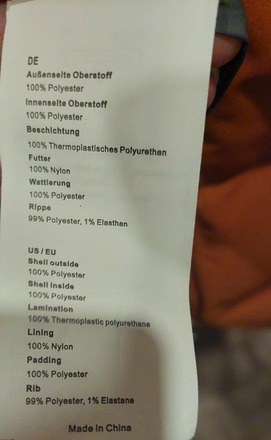 DE
Außenseite Oberstoff
100% Polyester
Innenseite Oberstoff
100% Polyester
Beschichtung
100% Thermoplastisches Polyurethan
Futter
100% Nylon
Wattierung
100% Polyester
Rippe
99% Polyester, 1% Elasthan
US / EU
Shell outside
100% Polyester
Shell inside
100% Polyester
Lamination
100% Thermoplastic polyurethane
Lining
100% Nylon
Padding
100% Polyester
Rib
99% Polyester, 1% Elastane
Made in China